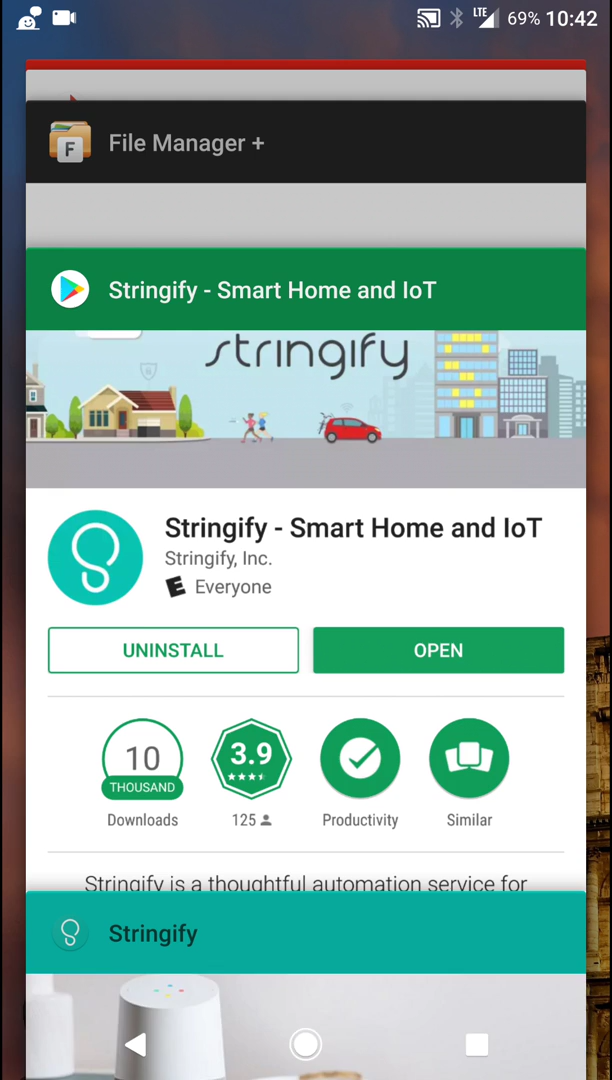 LTE 69% 10:42
F File Manager +
Stringify - Smart Home and IoT
stringify
Stringify - Smart Home and IoT
Stringify, Inc.
E Everyone
UNINSTALL
OPEN
10
THOUSAND
Downloads
3.9
125
Productivity
Similar
Stringify is a thoughtful automation service for
Stringify